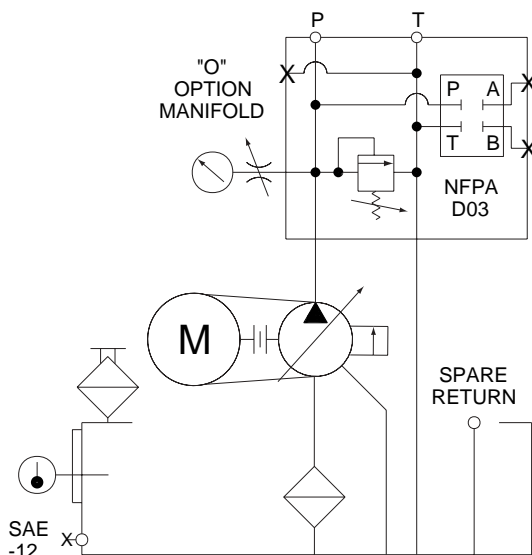 P T
"O"
OPTION
MANIFOLD
X
P A X
T B X
NFPA
D03
M
SPARE
RETURN
SAE X
-12